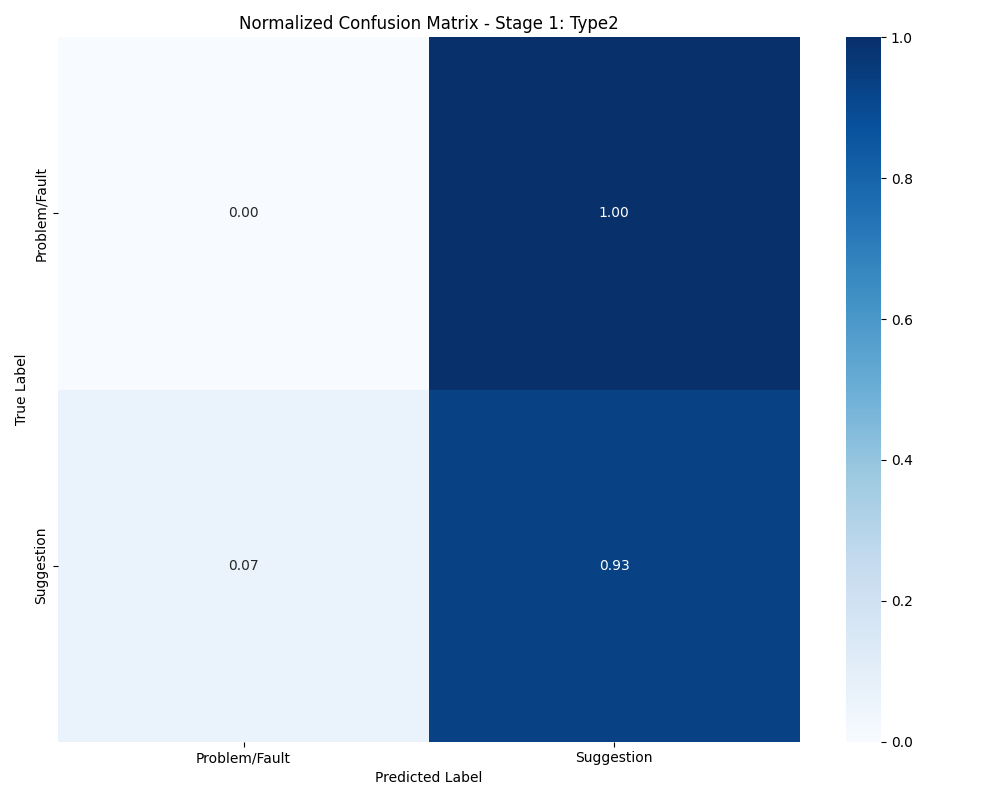 Normalized Confusion Matrix - Stage 1: Type2
True Label
Problem/Fault
0.00
1.00
Suggestion
0.07
0.93
Problem/Fault
Suggestion
Predicted Label
1.0
0.8
0.6
0.4
0.2
0.0